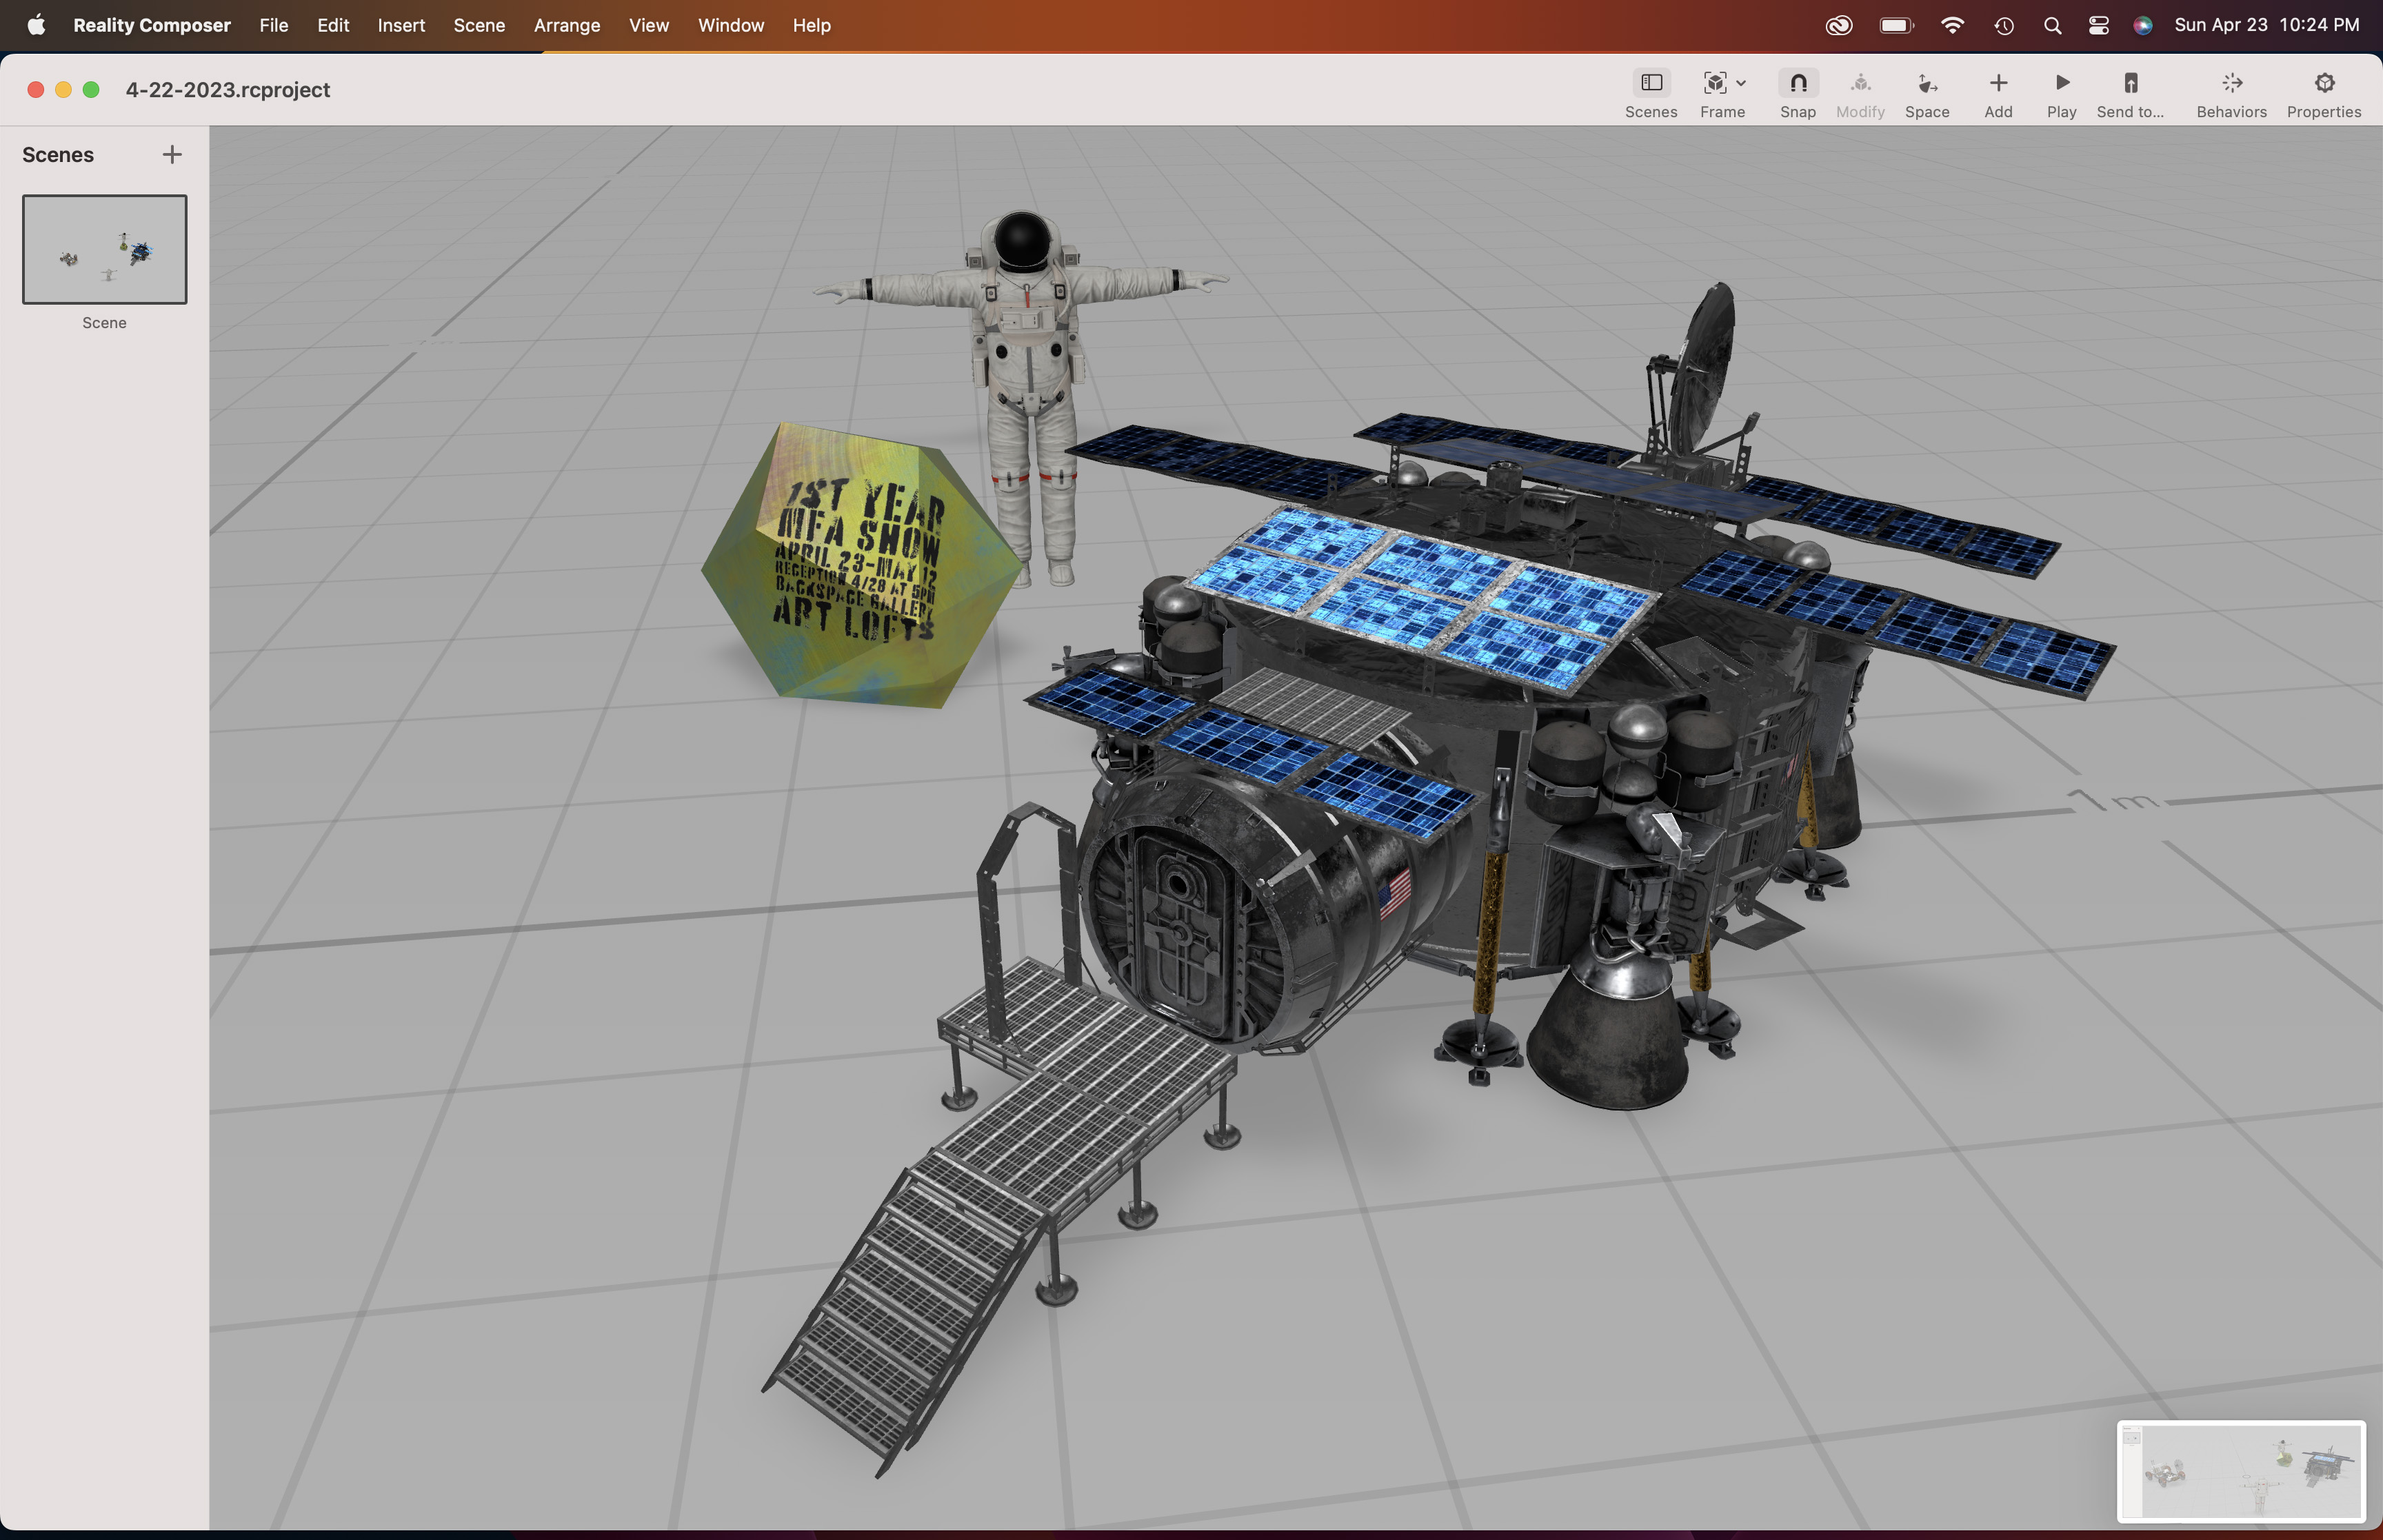 Reality Composer File Edit Insert Scene Arrange View Window Help Sun Apr 23 10:24 PM
4-22-2023.rcproject
Scenes Frame Snap Modify Space Add Play Send to... Behaviors Properties
Scenes
Scene
1ST YEAR
MFA SHOW
APRIL 23-MAY 12
RECEPTION 4/28 AT 5PM
BACKSPACE GALLERY
ART LOFTS
1m